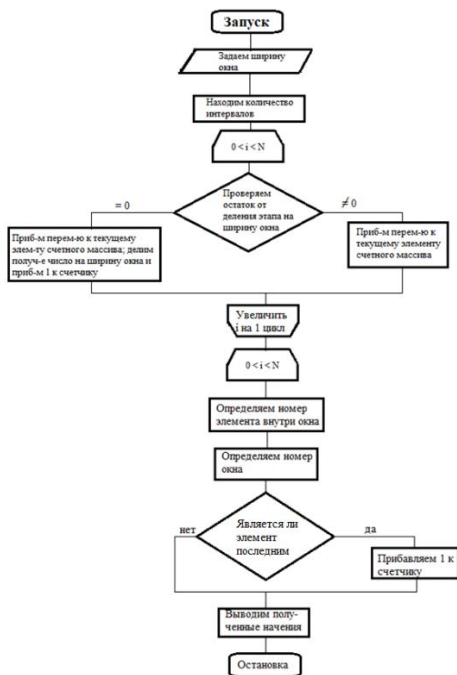 Запуск
Задаем ширину
окна
Находим количество
интервалов
0 < i < N
Проверяем
остаток от
деления этапа на
ширину окна
= 0
≠ 0
Приб-м перем-ю к текущему
элем-ту счетного массива; делим
получ-е число на ширину окна и
приб-м 1 к счетчику
Приб-м перем-ю к
текущему элементу
счетного массива
Увеличить
i на 1 цикл
0 < i < N
Определяем номер
элемента внутри окна
Определяем номер
окна
Является ли
элемент
последним
нет
да
Прибавляем 1 к
счетчику
Выводим полу-
ченные начения
Остановка